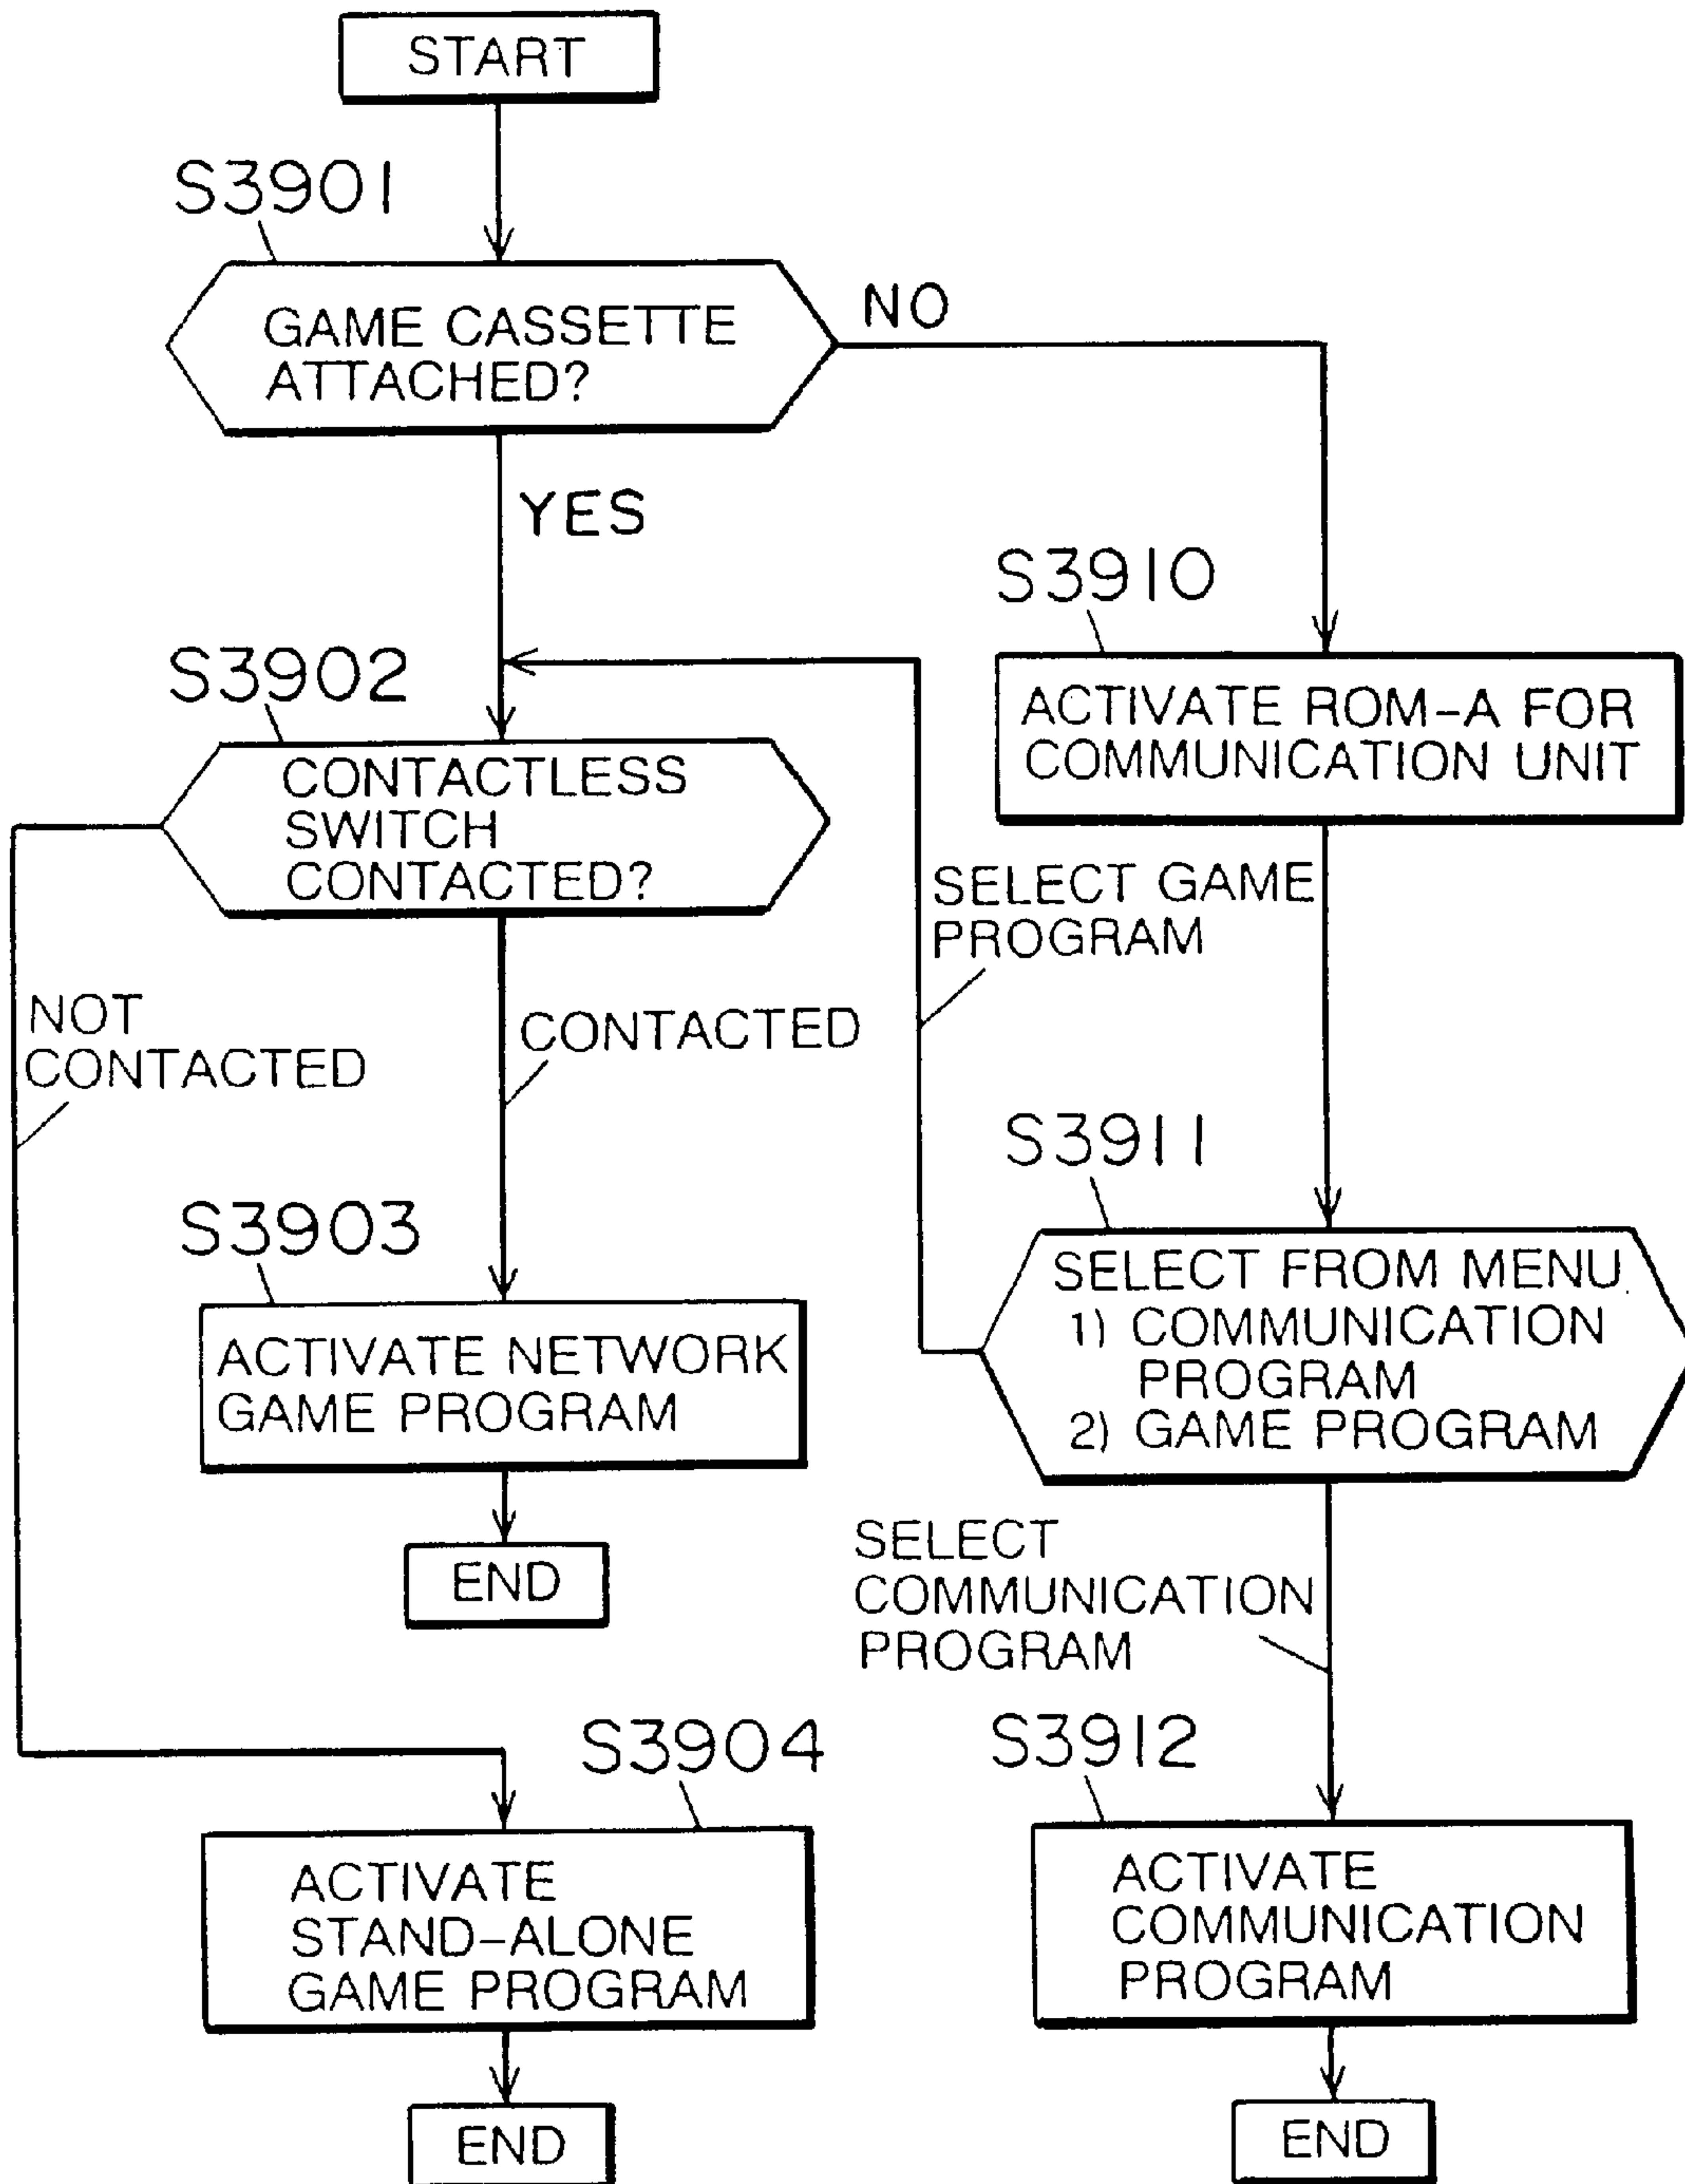 START
S3901
GAME CASSETTE
ATTACHED?
NO
YES
S3910
ACTIVATE ROM-A FOR
COMMUNICATION UNIT
S3902
CONTACTLESS
SWITCH
CONTACTED?
SELECT GAME
PROGRAM
NOT
CONTACTED
CONTACTED
S3911
SELECT FROM MENU
1) COMMUNICATION
PROGRAM
2) GAME PROGRAM
S3903
ACTIVATE NETWORK
GAME PROGRAM
END
SELECT
COMMUNICATION
PROGRAM
S3904
ACTIVATE
STAND-ALONE
GAME PROGRAM
END
S3912
ACTIVATE
COMMUNICATION
PROGRAM
END